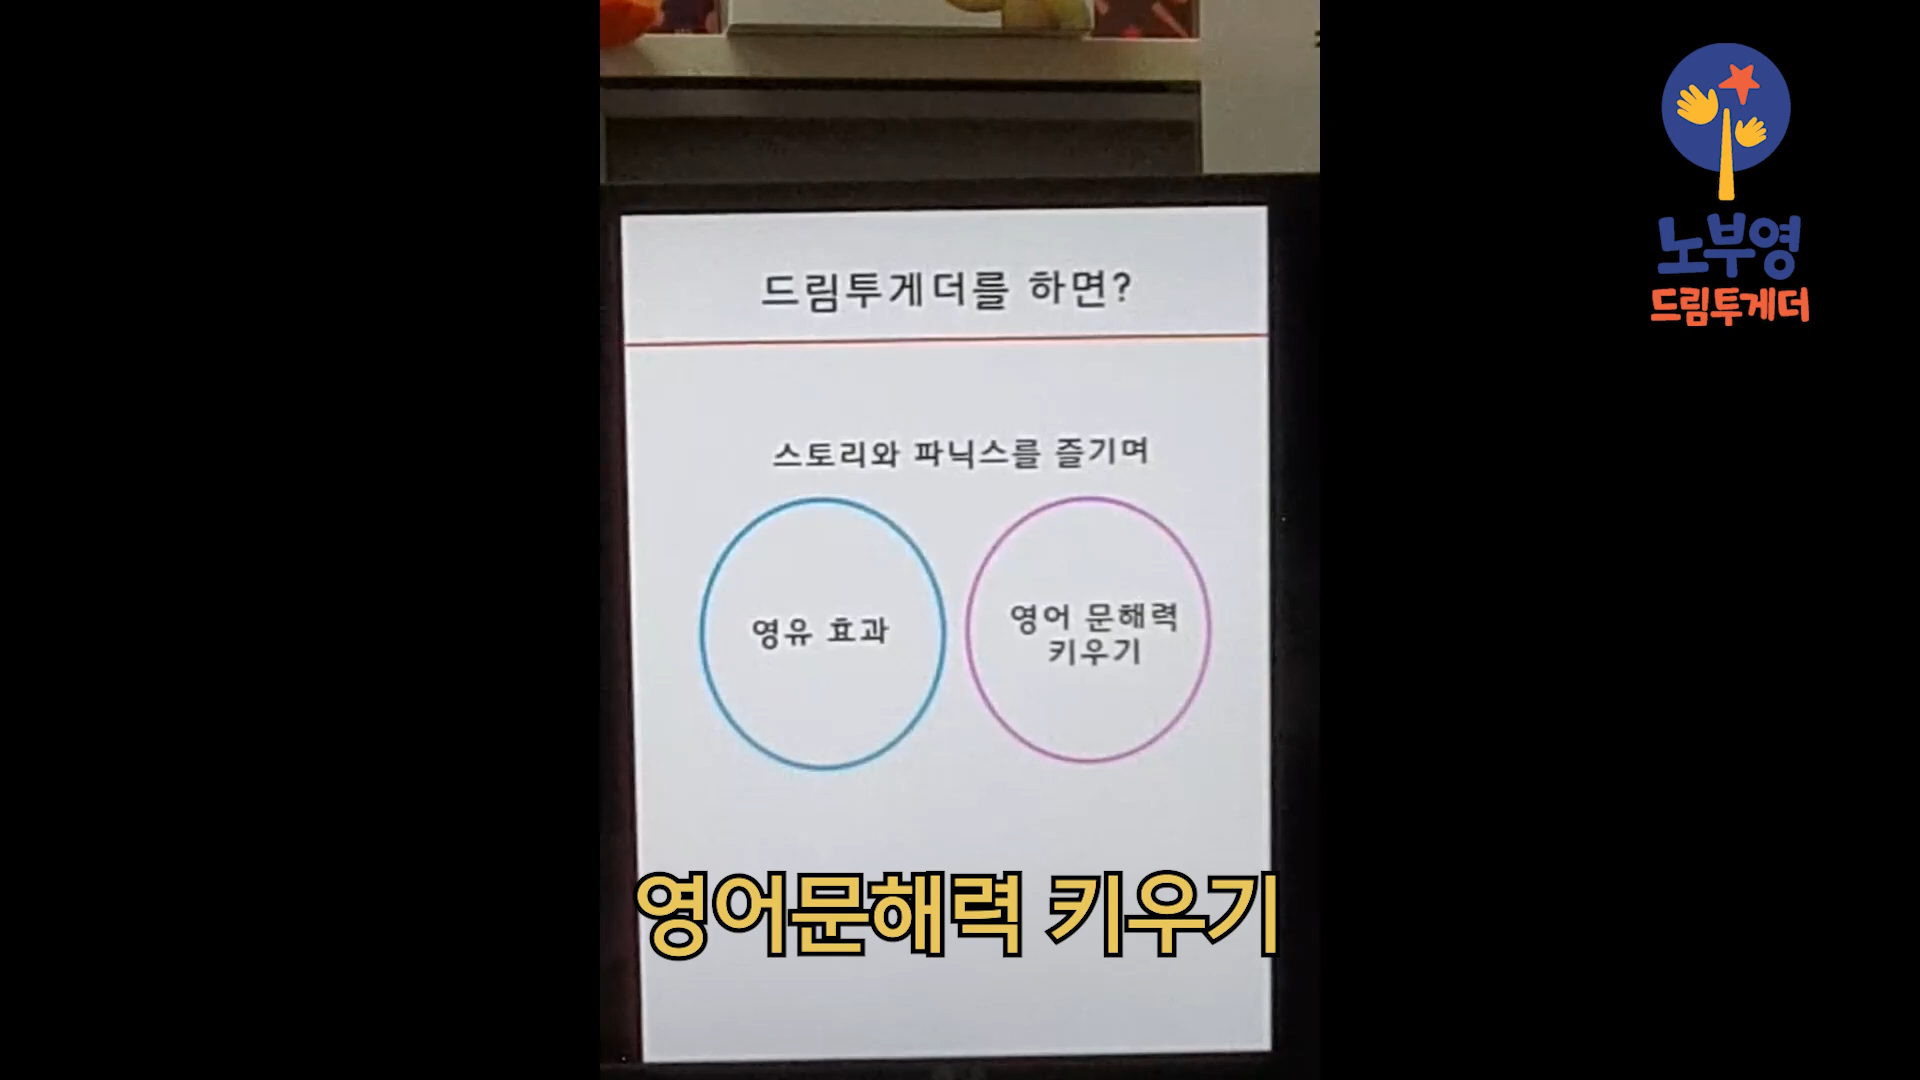 드림투게더를 하면?
스토리와 파닉스를 즐기며
영유 효과
영어 문해력
키우기
영어문해력 키우기
노부영
드림투게더